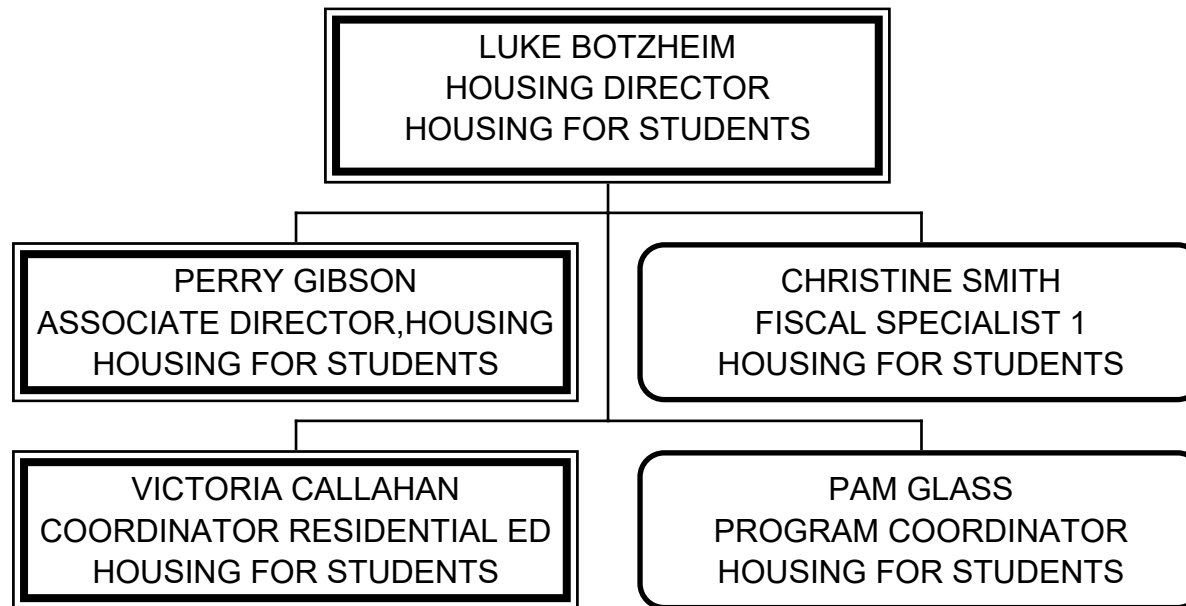 LUKE BOTZHEIM
HOUSING DIRECTOR
HOUSING FOR STUDENTS
PERRY GIBSON
ASSOCIATE DIRECTOR,HOUSING
HOUSING FOR STUDENTS
CHRISTINE SMITH
FISCAL SPECIALIST 1
HOUSING FOR STUDENTS
VICTORIA CALLAHAN
COORDINATOR RESIDENTIAL ED
HOUSING FOR STUDENTS
PAM GLASS
PROGRAM COORDINATOR
HOUSING FOR STUDENTS